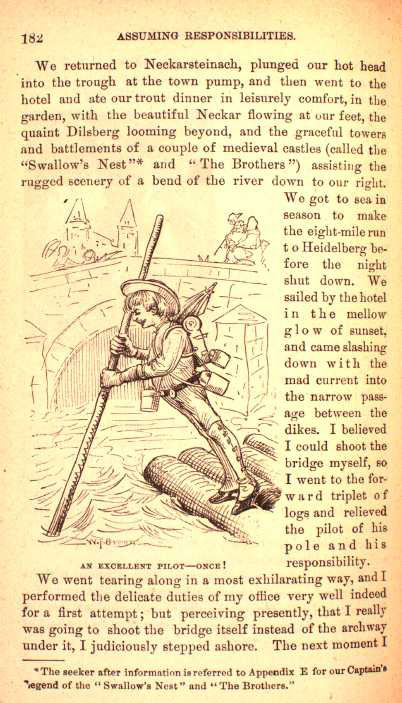 182 ASSUMING RESPONSIBILITIES.
We returned to Neckarsteinach, plunged our hot head
into the trough at the town pump, and then went to the
hotel and ate our trout dinner in leisurely comfort, in the
garden, with the beautiful Neckar flowing at our feet, the
quaint Dilsberg looming beyond, and the graceful towers
and battlements of a couple of medieval castles (called the
“Swallow's Nest”* and “The Brothers”) assisting the
rugged scenery of a bend of the river down to our right.
We got to sea in
season to make
the eight-mile run
to Heidelberg be-
fore the night
shut down. We
sailed by the hotel
in the mellow
glow of sunset,
and came slashing
down with the
mad current into
the narrow pass-
age between the
dikes. I believed
I could shoot the
bridge myself, so
I went to the for-
ward triplet of
logs and relieved
the pilot of his
pole and his
responsibility.
W.F. Brown
AN EXCELLENT PILOT—ONCE!
We went tearing along in a most exhilarating way, and I
performed the delicate duties of my office very well indeed
for a first attempt; but perceiving presently, that I really
was going to shoot the bridge itself instead of the archway
under it, I judiciously stepped ashore. The next moment I
*The seeker after information is referred to Appendix E for our Captain's
legend of the “Swallow's Nest” and “The Brothers.”